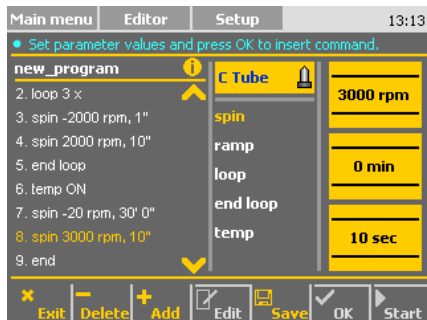 Main menu Editor Setup 13:13
• Set parameter values and press OK to insert command.
new_program
2. loop 3 x
3. spin -2000 rpm, 1"
4. spin 2000 rpm, 10"
5. end loop
6. temp ON
7. spin -20 rpm, 30' 0"
8. spin 3000 rpm, 10"
9. end
C Tube
spin
ramp
loop
end loop
temp
3000 rpm
0 min
10 sec
Exit Delete Add Edit Save OK Start